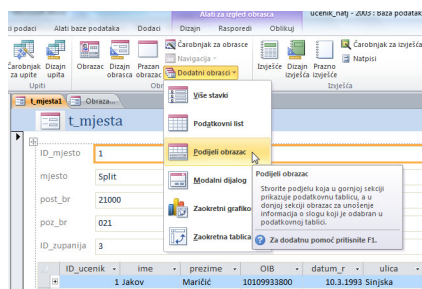 Alati za izgled obrasca
ucenik_natj - 2003 : Baza podatak
i podaci Alati baze podataka Dodaci Dizajn Raspored Oblikuj
Čarobnjak za upite
Dizajn upita
Obrazac
Dizajn obrasca
Prazan obrazac
Čarobnjak za obrasce
Navigacija
Dodatni obrasci
Izvješće
Dizajn izvješća
Prazno izvješće
Čarobnjak za izvješća
Natpisi
Upiti
Izvješća
t_mjesta1
Obraza...
Više stavki
Podatkovni list
Podijeli obrazac
Modalni dijalog
Zaokretni grafiko
Zaokretna tablica
Podijeli obrazac
Stvorite podjelu koja u gornjoj sekciji
prikazuje podatkovnu tablicu, a u
donjoj sekciji obrazac za unošenje
informacija o slogu koji je odabran u
podatkovnoj tablici.
Za dodatnu pomoć pritisnite F1.
t_mjesta
ID_mjesto 1
mjesto Split
post_br 21000
poz_br 021
ID_zupanija 3
ID_ucenik ime prezime OIB datum_r ulica
1 Jakov Maričić 10109933800 10.3.1993 Sinjska